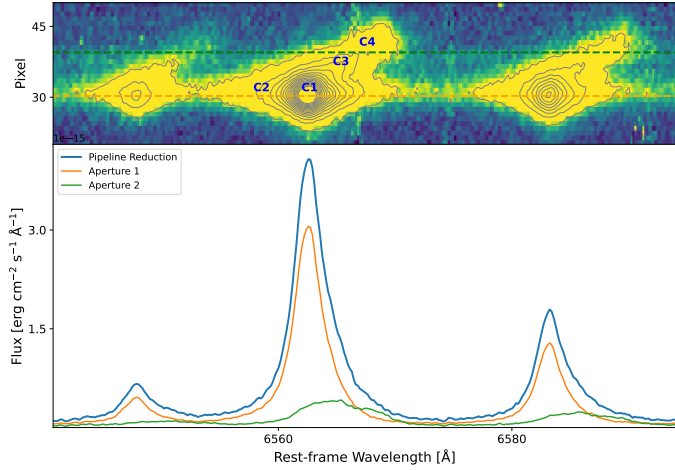 45
C4
C3
Pixel
C2
C1
30
1e−15
Pipeline Reduction
Aperture 1
Aperture 2
3.0
1.5
Flux [erg cm⁻² s⁻¹ Å⁻¹]
6560
6580
Rest-frame Wavelength [Å]